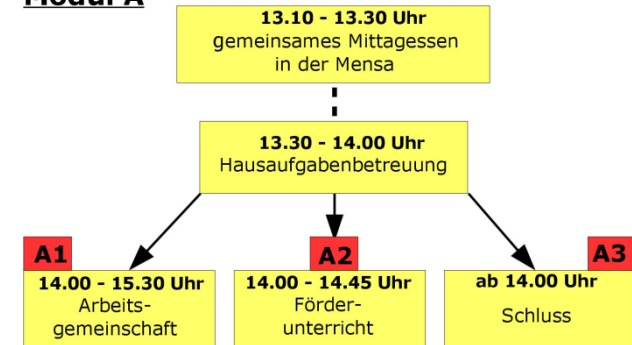 Modul A
13.10 - 13.30 Uhr
gemeinsames Mittagessen
in der Mensa
13.30 - 14.00 Uhr
Hausaufgabenbetreuung
A1
14.00 - 15.30 Uhr
Arbeits-
gemeinschaft
A2
14.00 - 14.45 Uhr
Förder-
unterricht
A3
ab 14.00 Uhr
Schluss